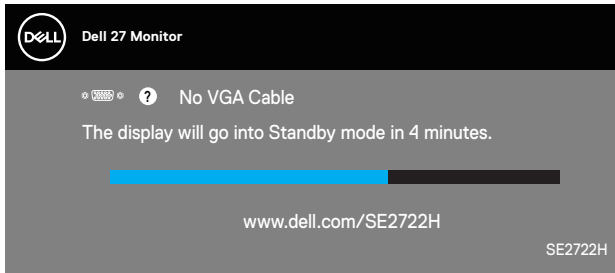 DELL
Dell 27 Monitor
? No VGA Cable
The display will go into Standby mode in 4 minutes.
www.dell.com/SE2722H
SE2722H